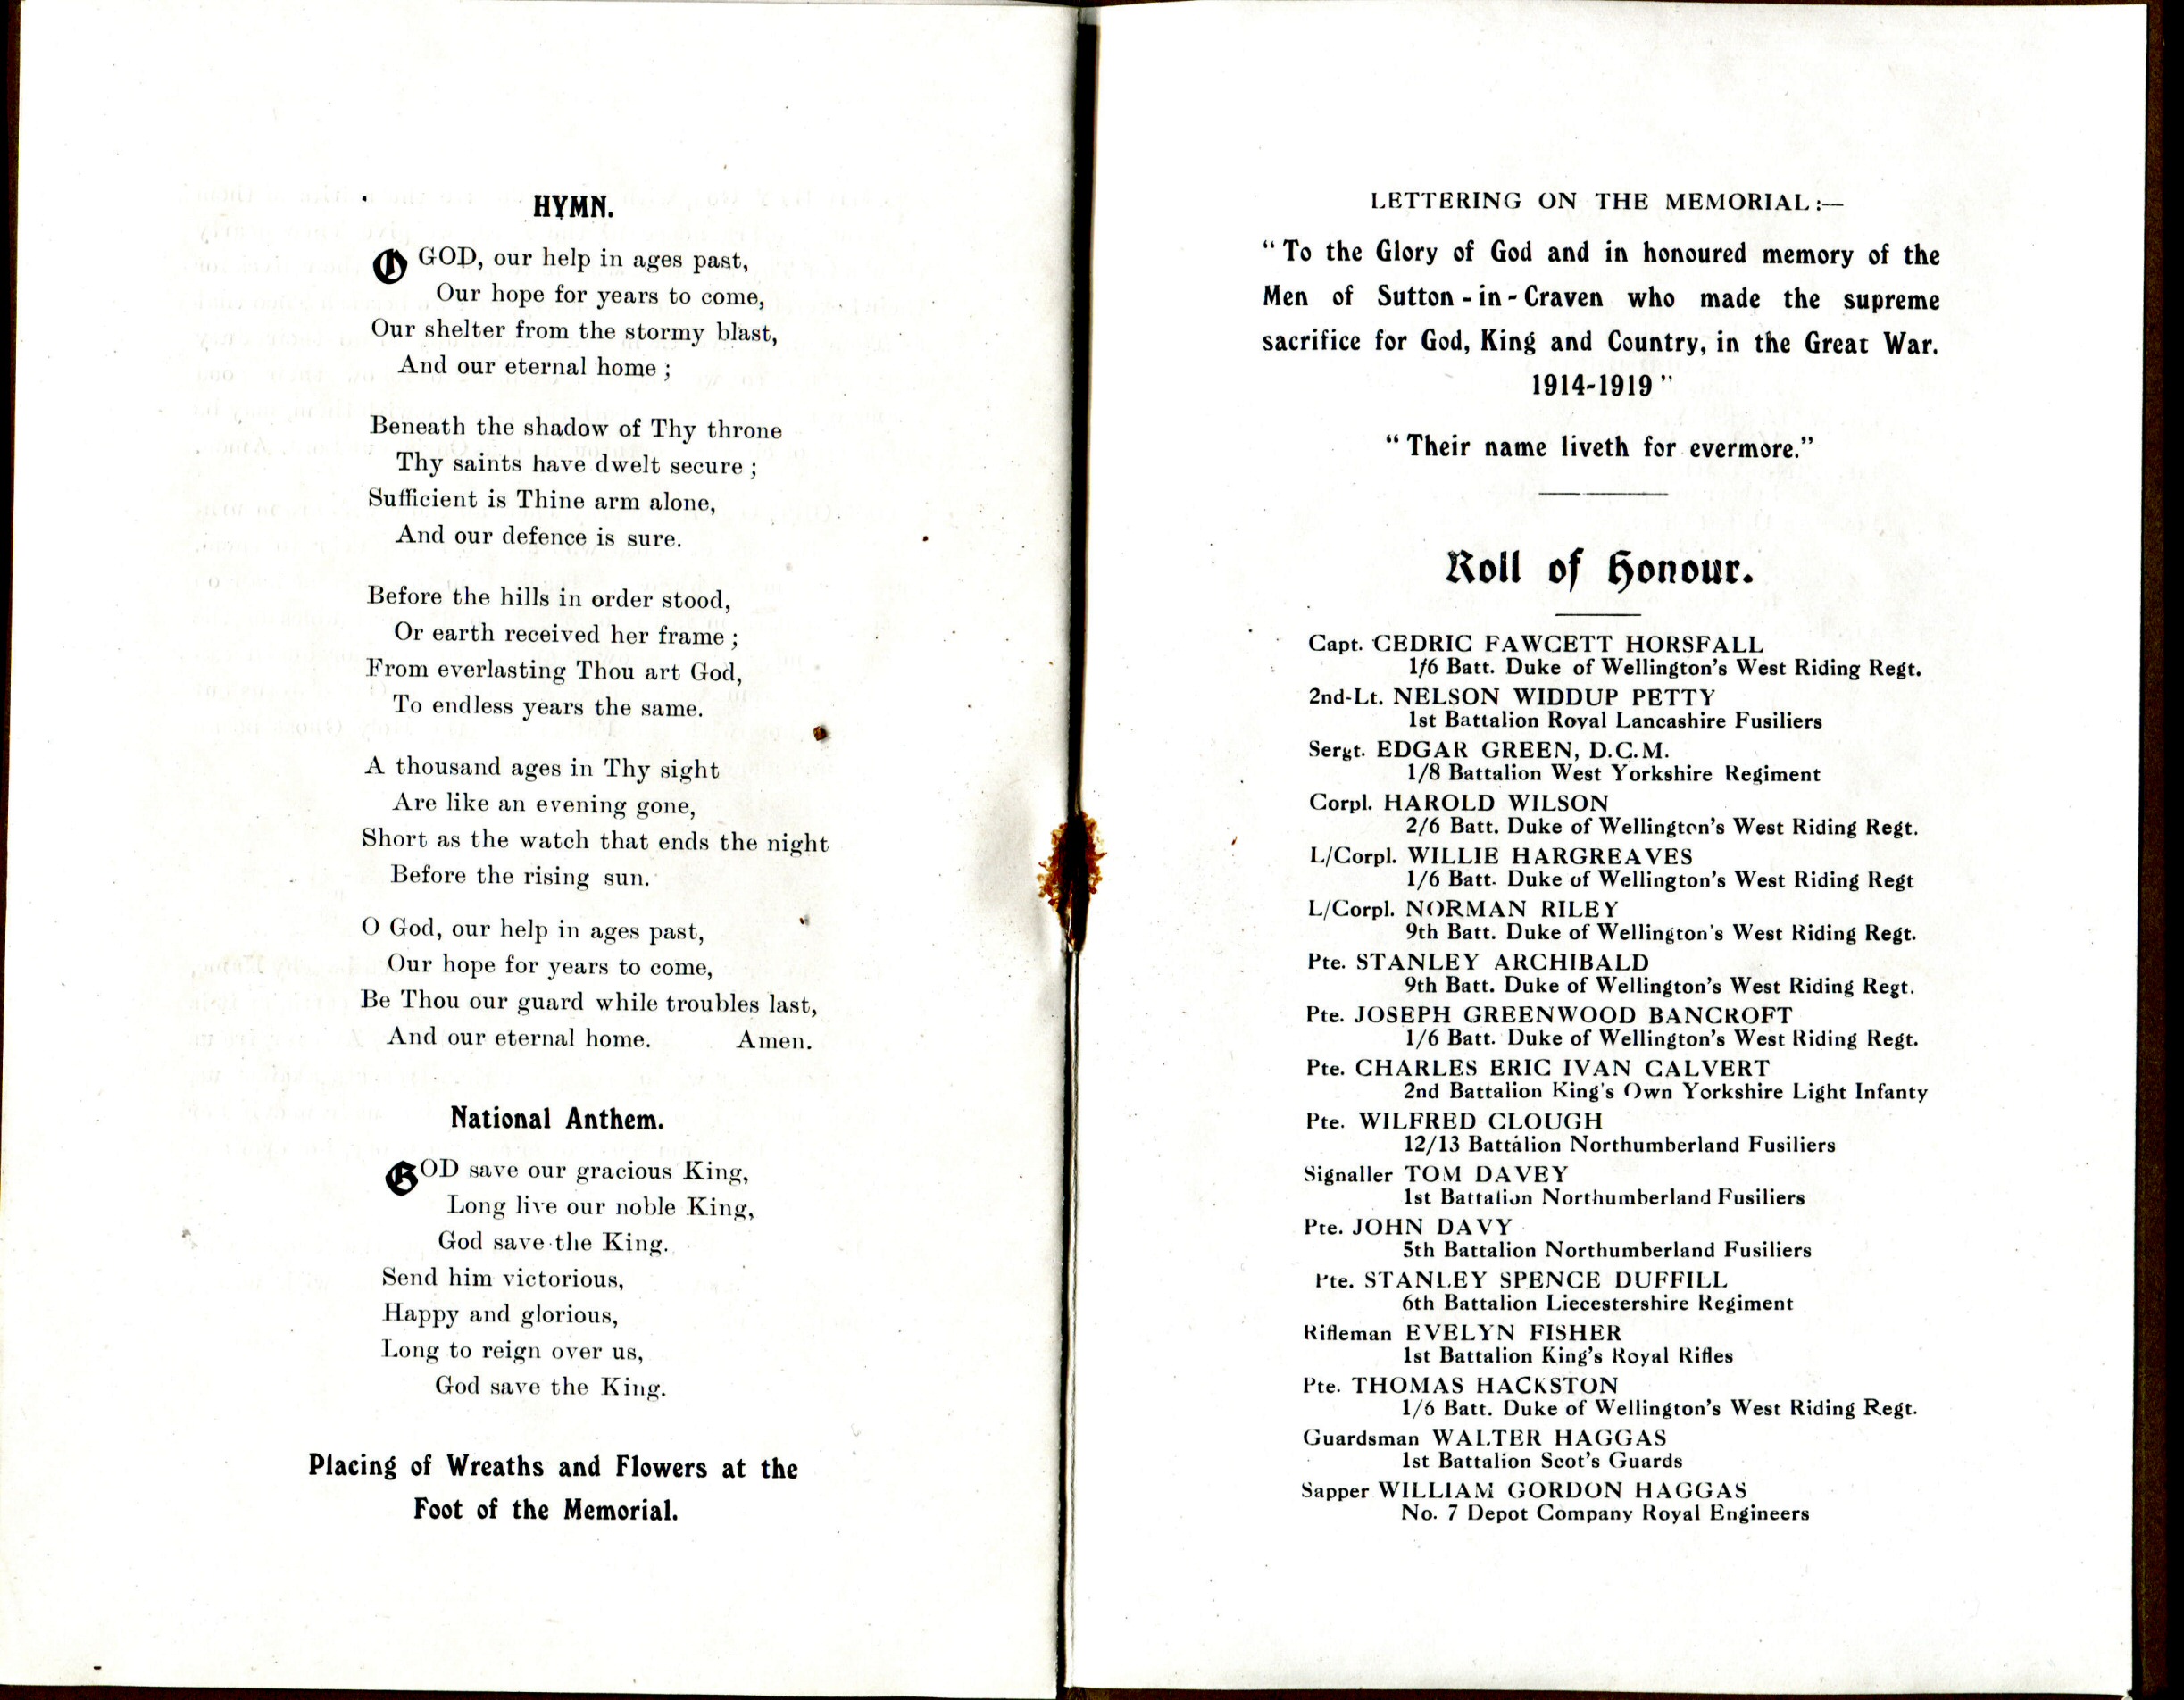 HYMN.
O GOD, our help in ages past,
Our hope for years to come,
Our shelter from the stormy blast,
And our eternal home ;
Beneath the shadow of Thy throne
Thy saints have dwelt secure ;
Sufficient is Thine arm alone,
And our defence is sure.
Before the hills in order stood,
Or earth received her frame ;
From everlasting Thou art God,
To endless years the same.
A thousand ages in Thy sight
Are like an evening gone,
Short as the watch that ends the night
Before the rising sun.
O God, our help in ages past,
Our hope for years to come,
Be Thou our guard while troubles last,
And our eternal home. Amen.
National Anthem.
GOD save our gracious King,
Long live our noble King,
God save the King.
Send him victorious,
Happy and glorious,
Long to reign over us,
God save the King.
Placing of Wreaths and Flowers at the
Foot of the Memorial.
LETTERING ON THE MEMORIAL :—
“ To the Glory of God and in honoured memory of the
Men of Sutton - in - Craven who made the supreme
sacrifice for God, King and Country, in the Great War.
1914-1919 ”
“ Their name liveth for evermore.”
Roll of Honour.
Capt. CEDRIC FAWCETT HORSFALL
1/6 Batt. Duke of Wellington's West Riding Regt.
2nd-Lt. NELSON WIDDUP PETTY
1st Battalion Royal Lancashire Fusiliers
Sergt. EDGAR GREEN, D.C.M.
1/8 Battalion West Yorkshire Regiment
Corpl. HAROLD WILSON
2/6 Batt. Duke of Wellington's West Riding Regt.
L/Corpl. WILLIE HARGREAVES
1/6 Batt. Duke of Wellington's West Riding Regt
L/Corpl. NORMAN RILEY
9th Batt. Duke of Wellington's West Riding Regt.
Pte. STANLEY ARCHIBALD
9th Batt. Duke of Wellington's West Riding Regt.
Pte. JOSEPH GREENWOOD BANCROFT
1/6 Batt. Duke of Wellington's West Riding Regt.
Pte. CHARLES ERIC IVAN CALVERT
2nd Battalion King's Own Yorkshire Light Infanty
Pte. WILFRED CLOUGH
12/13 Battalion Northumberland Fusiliers
Signaller TOM DAVEY
1st Battalion Northumberland Fusiliers
Pte. JOHN DAVY
5th Battalion Northumberland Fusiliers
Pte. STANLEY SPENCE DUFFILL
6th Battalion Liecestershire Regiment
Rifleman EVELYN FISHER
1st Battalion King's Royal Rifles
Pte. THOMAS HACKSTON
1/6 Batt. Duke of Wellington's West Riding Regt.
Guardsman WALTER HAGGAS
1st Battalion Scot's Guards
Sapper WILLIAM GORDON HAGGAS
No. 7 Depot Company Royal Engineers